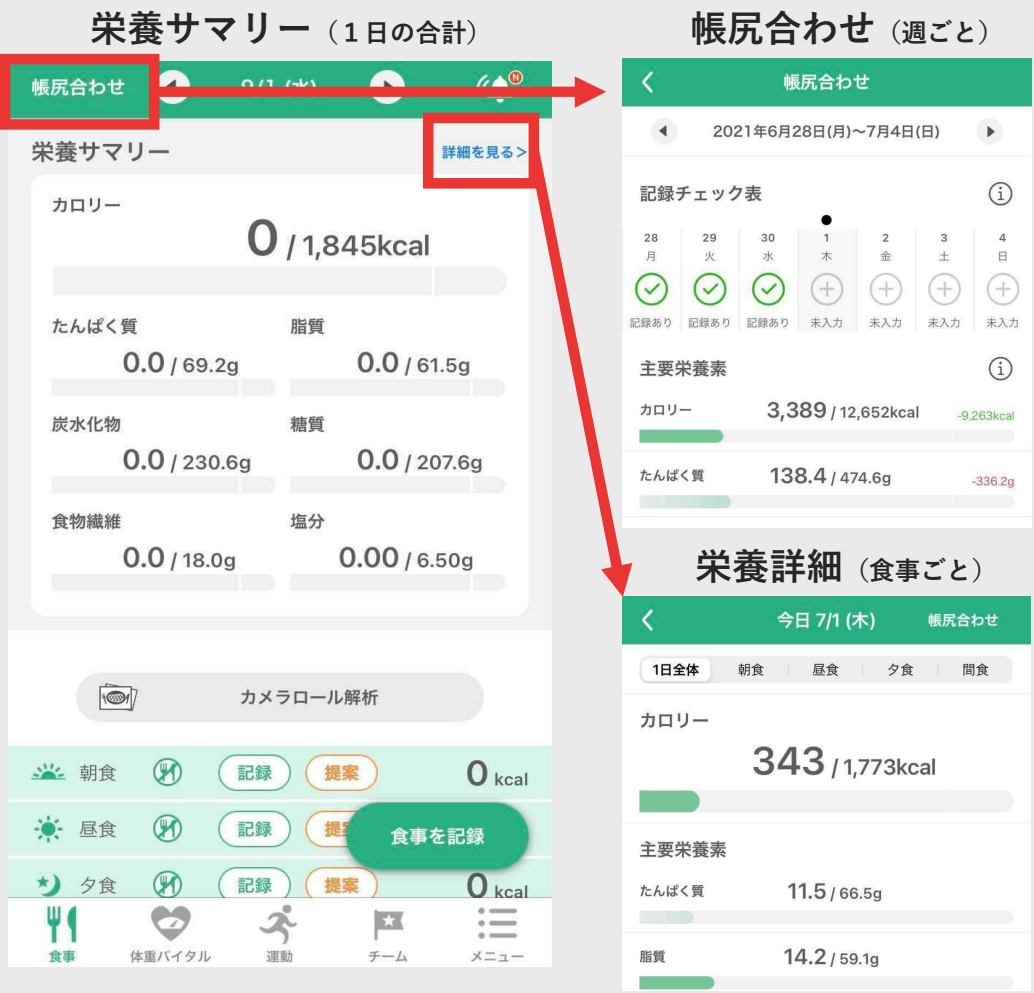 栄養サマリー（１日の合計）
帳尻合わせ
栄養サマリー
詳細を見る>
カロリー
0 / 1,845kcal
たんぱく質 脂質
0.0 / 69.2g 0.0 / 61.5g
炭水化物 糖質
0.0 / 230.6g 0.0 / 207.6g
食物繊維 塩分
0.0 / 18.0g 0.00 / 6.50g
カメラロール解析
朝食 記録 提案 0 kcal
昼食 記録
食事を記録
夕食 記録 提案 0 kcal
食事 体重バイタル 運動 チーム メニュー
帳尻合わせ（週ごと）
帳尻合わせ
2021年6月28日(月)〜7月4日(日)
記録チェック表
28 29 30 1 2 3 4
月 火 水 木 金 土 日
記録あり 記録あり 記録あり 未入力 未入力 未入力 未入力
主要栄養素
カロリー 3,389 / 12,652kcal -9,263kcal
たんぱく質 138.4 / 474.6g -336.2g
栄養詳細（食事ごと）
今日 7/1 (木) 帳尻合わせ
1日全体 朝食 昼食 夕食 間食
カロリー
343 / 1,773kcal
主要栄養素
たんぱく質 11.5 / 66.5g
脂質 14.2 / 59.1g